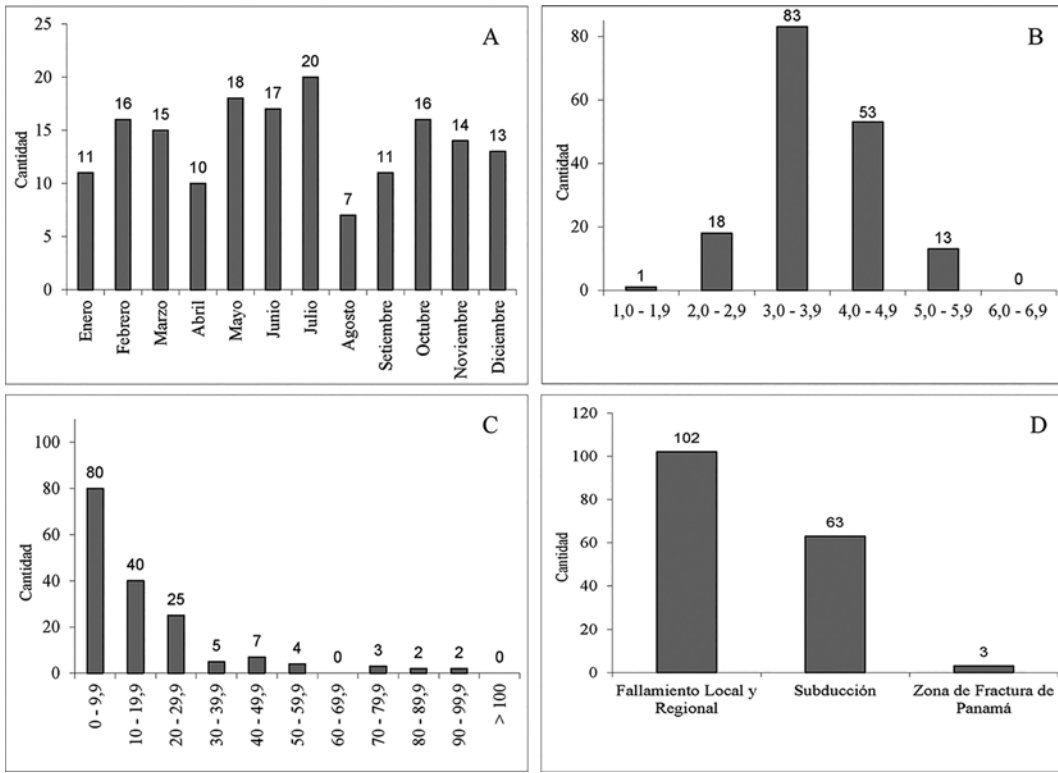 A
Cantidad
25
20
15
10
5
0
11
16
15
10
18
17
20
7
11
16
14
13
Enero
Febrero
Marzo
Abril
Mayo
Junio
Julio
Agosto
Setiembre
Octubre
Noviembre
Diciembre
B
Cantidad
80
60
40
20
0
1
18
83
53
13
0
1,0 - 1,9
2,0 - 2,9
3,0 - 3,9
4,0 - 4,9
5,0 - 5,9
6,0 - 6,9
C
Cantidad
100
80
60
40
20
0
80
40
25
5
7
4
0
3
2
2
0
0 - 9,9
10 - 19,9
20 - 29,9
30 - 39,9
40 - 49,9
50 - 59,9
60 - 69,9
70 - 79,9
80 - 89,9
90 - 99,9
> 100
D
Cantidad
120
100
80
60
40
20
0
102
63
3
Fallamiento Local y
Regional
Subducción
Zona de Fractura de
Panamá